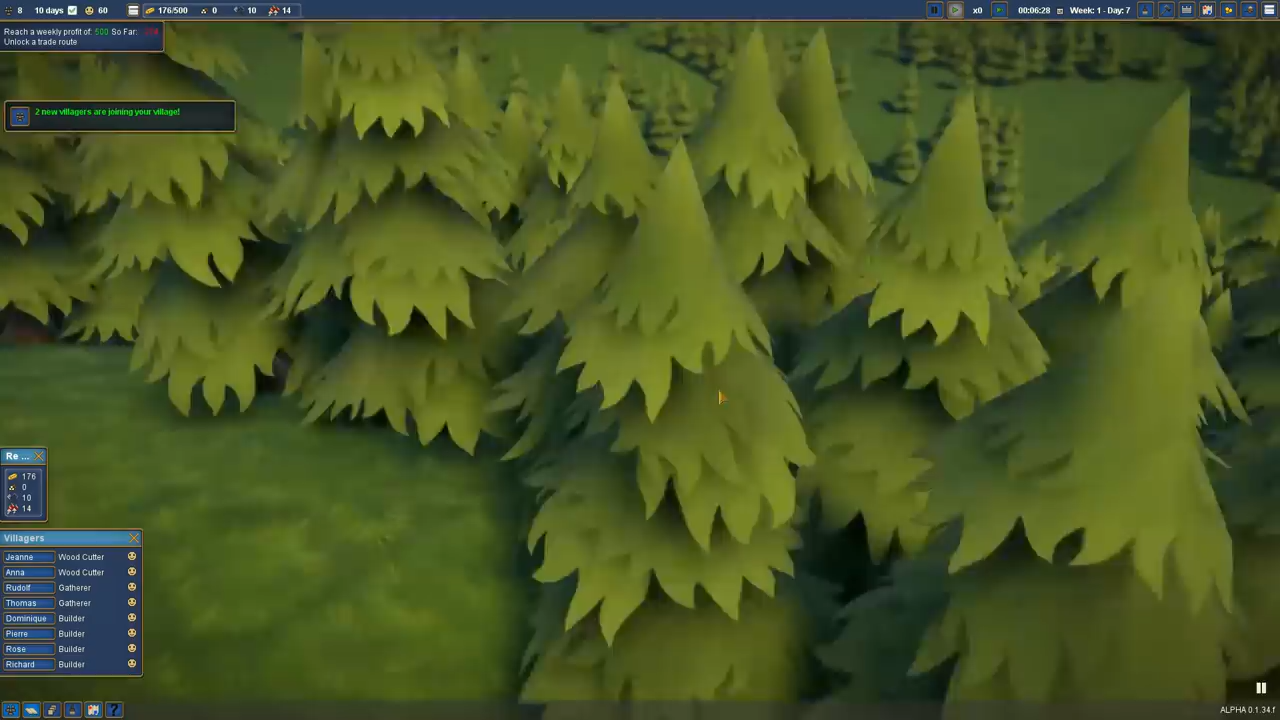 8 10 days 60 176/500 0 10 14 x0 00:06:28 Week: 1 - Day: 7
Reach a weekly profit of: 500 So Far:
Unlock a trade route
2 new villagers are joining your village!
Re ...
176
0
10
14
Villagers
Jeanne Wood Cutter
Anna Wood Cutter
Rudolf Gatherer
Thomas Gatherer
Dominique Builder
Pierre Builder
Rose Builder
Richard Builder
?
ALPHA 0.1.34.f